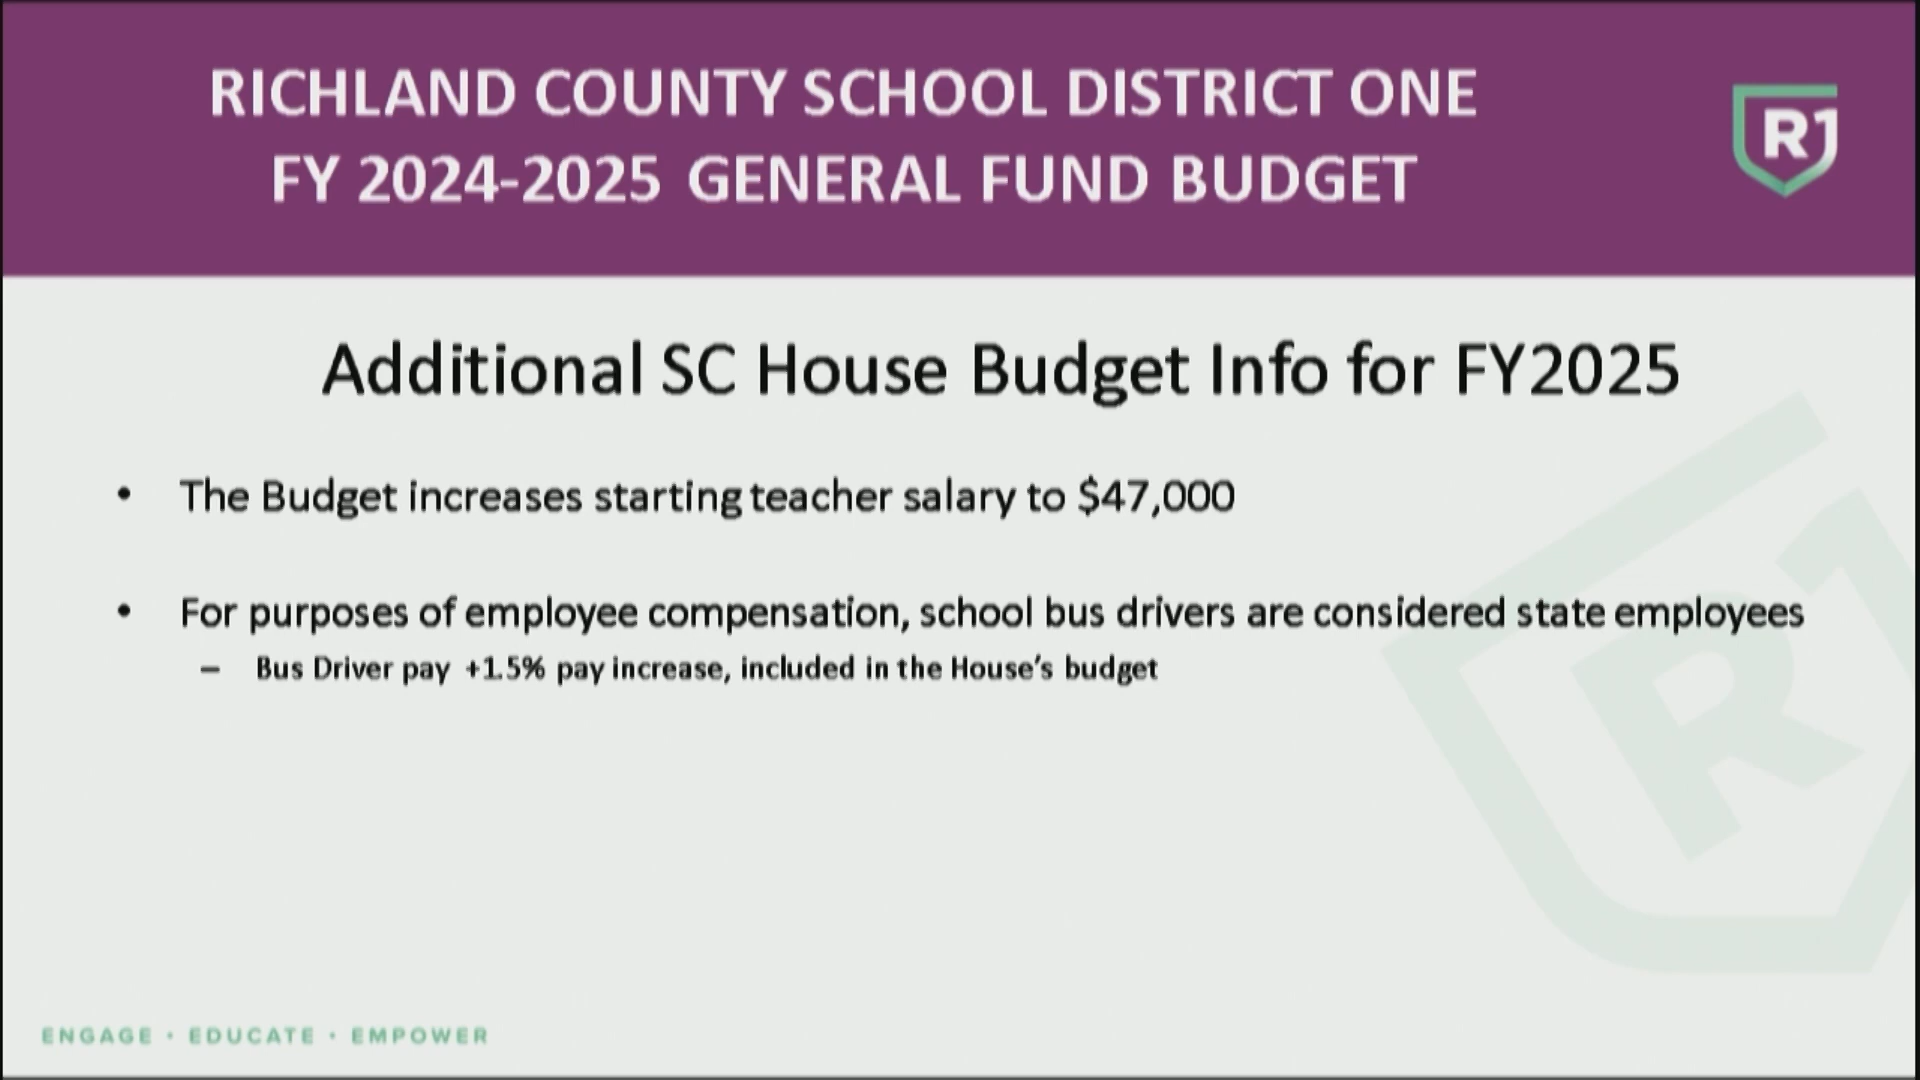 RICHLAND COUNTY SCHOOL DISTRICT ONE
FY 2024-2025 GENERAL FUND BUDGET
R1
Additional SC House Budget Info for FY2025
• The Budget increases starting teacher salary to $47,000
• For purposes of employee compensation, school bus drivers are considered state employees
– Bus Driver pay +1.5% pay increase, included in the House’s budget
R1
ENGAGE • EDUCATE • EMPOWER